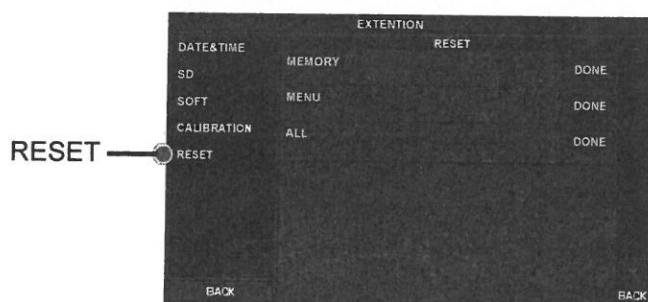 EXTENTION
DATE&TIME
RESET
MEMORY
DONE
SD
MENU
DONE
SOFT
CALIBRATION
ALL
DONE
RESET
RESET
BACK
BACK